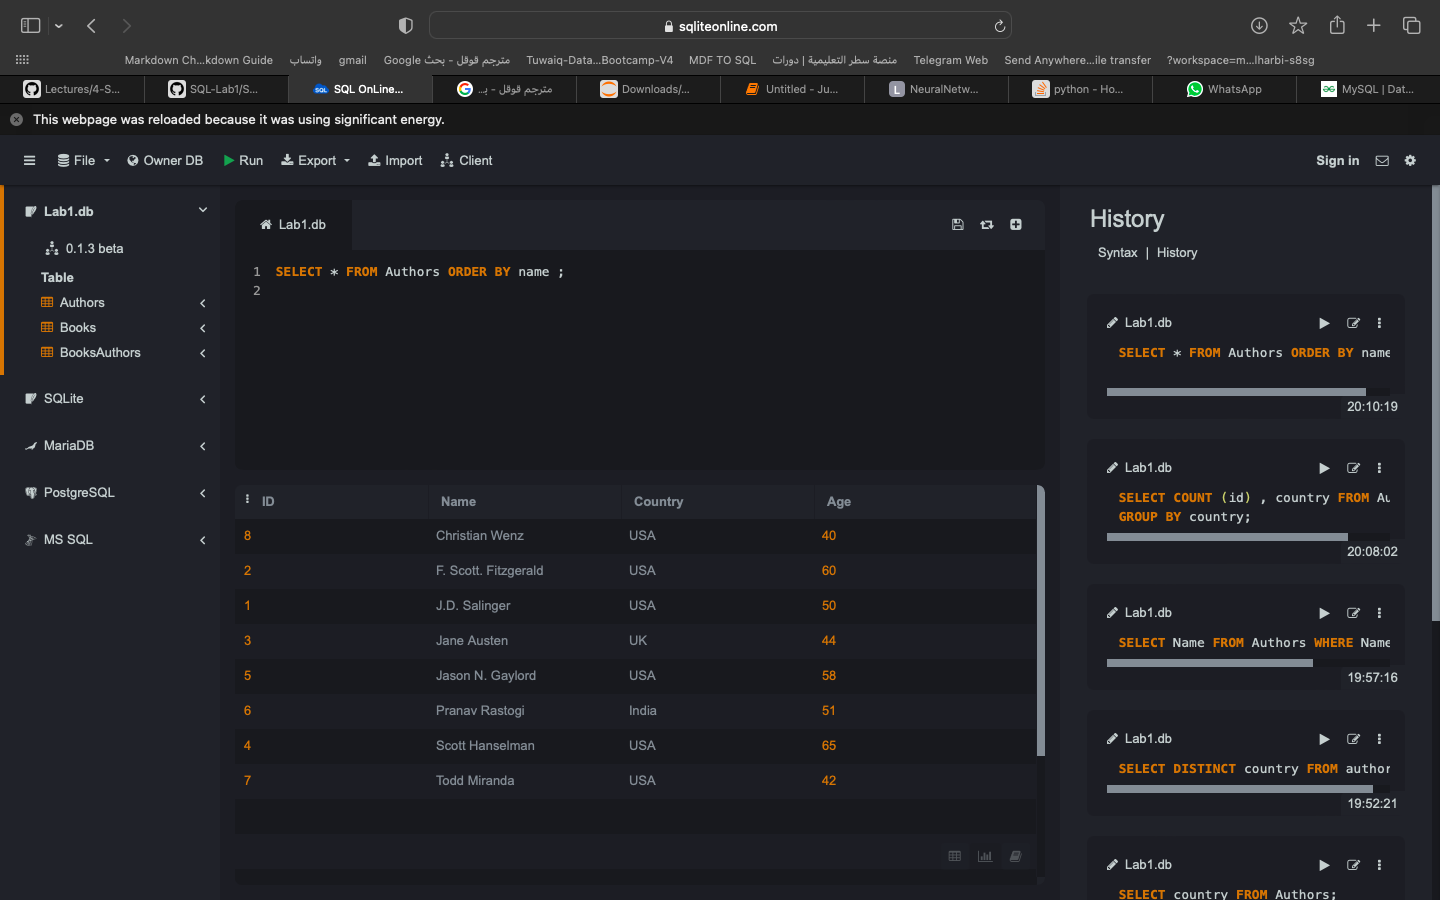 sqliteonline.com
Markdown Ch...kdown Guide
واتساب
gmail
Google مترجم قوقل - بحث
Tuwaiq-Data...Bootcamp-V4
MDF TO SQL
منصة سطر التعليمية | دورات
Telegram Web
Send Anywhere...ile transfer
?workspace=m...lharbi-s8sg
Lectures/4-S...
SQL-Lab1/S...
SQL OnLine...
مترجم قوقل - بـ...
Downloads/...
Untitled - Ju...
NeuralNetw...
python - Ho...
WhatsApp
MySQL | Dat...
This webpage was reloaded because it was using significant energy.
File
Owner DB
Run
Export
Import
Client
Sign in
Lab1.db
0.1.3 beta
Table
Authors
Books
BooksAuthors
SQLite
MariaDB
PostgreSQL
MS SQL
Lab1.db
1 SELECT * FROM Authors ORDER BY name ;
2
ID Name Country Age
8 Christian Wenz USA 40
2 F. Scott. Fitzgerald USA 60
1 J.D. Salinger USA 50
3 Jane Austen UK 44
5 Jason N. Gaylord USA 58
6 Pranav Rastogi India 51
4 Scott Hanselman USA 65
7 Todd Miranda USA 42
History
Syntax | History
Lab1.db
SELECT * FROM Authors ORDER BY name
20:10:19
Lab1.db
SELECT COUNT (id) , country FROM Au
GROUP BY country;
20:08:02
Lab1.db
SELECT Name FROM Authors WHERE Name
19:57:16
Lab1.db
SELECT DISTINCT country FROM author
19:52:21
Lab1.db
SELECT country FROM Authors;